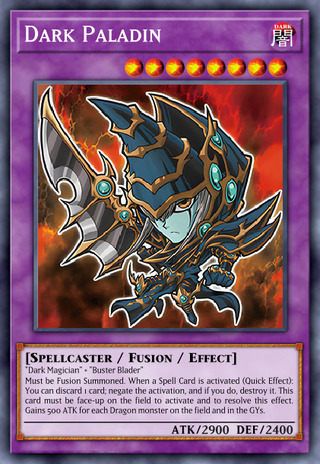 DARK PALADIN
DARK
闇
[SPELLCASTER / FUSION / EFFECT]
"Dark Magician" + "Buster Blader"
Must be Fusion Summoned. When a Spell Card is activated (Quick Effect):
You can discard 1 card; negate the activation, and if you do, destroy it. This
card must be face-up on the field to activate and to resolve this effect.
Gains 500 ATK for each Dragon monster on the field and in the GYs.
ATK/2900 DEF/2400